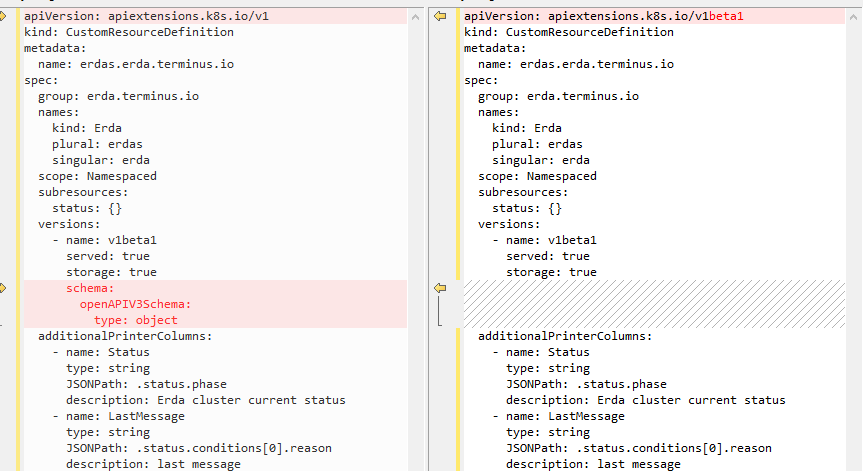 apiVersion: apiextensions.k8s.io/v1
kind: CustomResourceDefinition
metadata:
  name: erdas.erda.terminus.io
spec:
  group: erda.terminus.io
  names:
    kind: Erda
    plural: erdas
    singular: erda
  scope: Namespaced
  subresources:
    status: {}
  versions:
    - name: v1beta1
      served: true
      storage: true
      schema:
        openAPIV3Schema:
          type: object
  additionalPrinterColumns:
    - name: Status
      type: string
      JSONPath: .status.phase
      description: Erda cluster current status
    - name: LastMessage
      type: string
      JSONPath: .status.conditions[0].reason
      description: last message
apiVersion: apiextensions.k8s.io/v1beta1
kind: CustomResourceDefinition
metadata:
  name: erdas.erda.terminus.io
spec:
  group: erda.terminus.io
  names:
    kind: Erda
    plural: erdas
    singular: erda
  scope: Namespaced
  subresources:
    status: {}
  versions:
    - name: v1beta1
      served: true
      storage: true
  additionalPrinterColumns:
    - name: Status
      type: string
      JSONPath: .status.phase
      description: Erda cluster current status
    - name: LastMessage
      type: string
      JSONPath: .status.conditions[0].reason
      description: last message